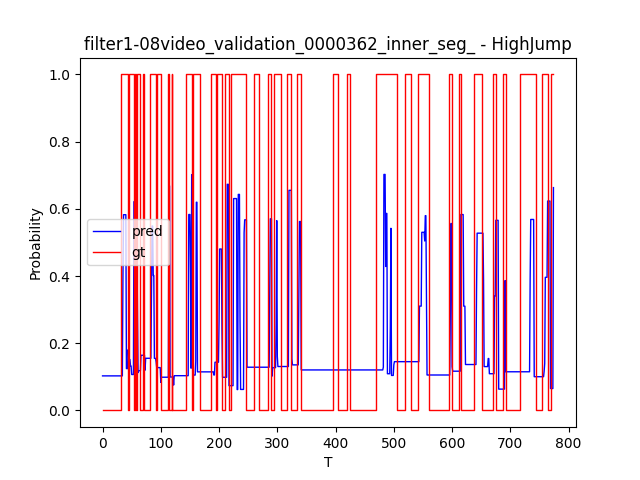 filter1-08video_validation_0000362_inner_seg_ - HighJump
1.0
0.8
0.6
0.4
0.2
0.0
Probability
pred
gt
0 100 200 300 400 500 600 700 800
T